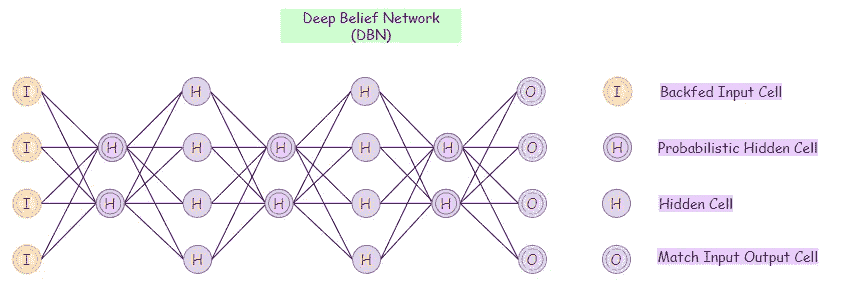 Deep Belief Network
(DBN)
I H H O I Backfed Input Cell
I H H H H H O H Probabilistic Hidden Cell
I H H H H H O H Hidden Cell
I H H O O Match Input Output Cell